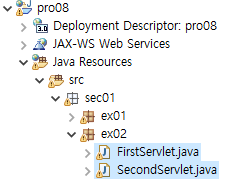 pro08
Deployment Descriptor: pro08
JAX-WS Web Services
Java Resources
src
sec01
ex01
ex02
FirstServlet.java
SecondServlet.java